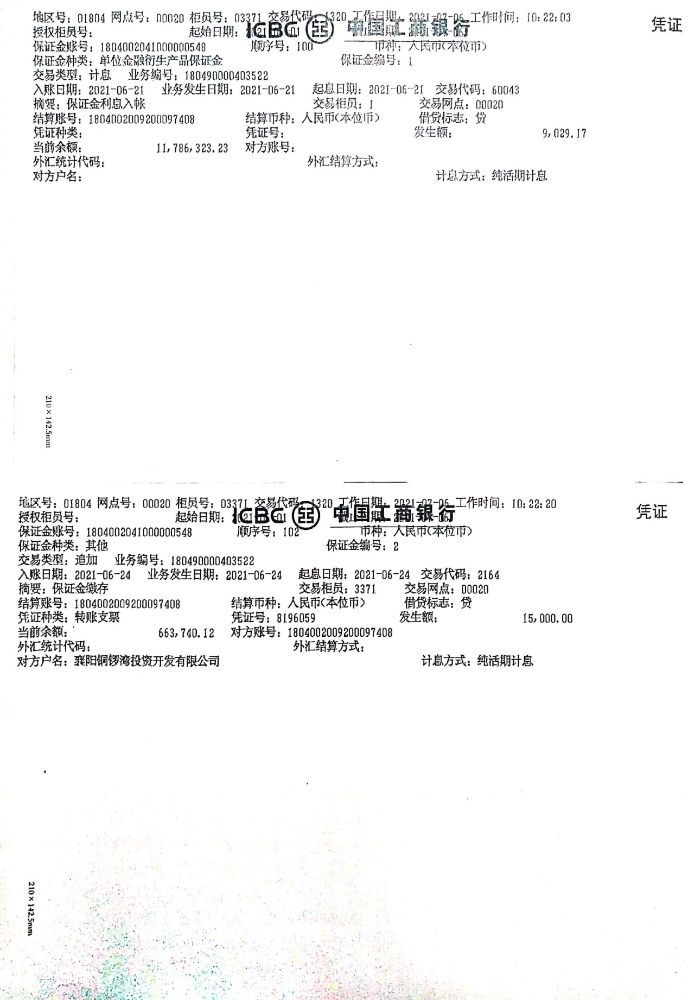 地区号：01804 网点号：00020 柜员号：03371 交易代码：1320 工作日期：2021-07-06 工作时间：10:22:03
ICBC 中国工商银行
凭证
授权柜员号： 起始日期：
保证金账号：1804002041000000548 顺序号：100 币种：人民币(本位币)
保证金种类：单位金融衍生产品保证金 保证金编号：1
交易类型：计息 业务编号：180490000403522
入账日期：2021-06-21 业务发生日期：2021-06-21 起息日期：2021-06-21 交易代码：60043
摘要：保证金利息入帐 交易柜员：1 交易网点：00020
结算账号：1804002009200097408 结算币种：人民币(本位币) 借贷标志：贷
凭证种类： 凭证号： 发生额： 9,029.17
当前余额： 11,786,323.23 对方账号：
外汇统计代码： 外汇结算方式：
对方户名： 计息方式：纯活期计息
210×142.5mm
地区号：01804 网点号：00020 柜员号：03371 交易代码：1320 工作日期：2021-07-06 工作时间：10:22:20
ICBC 中国工商银行
凭证
授权柜员号： 起始日期：
保证金账号：1804002041000000548 顺序号：102 币种：人民币(本位币)
保证金种类：其他 保证金编号：2
交易类型：追加 业务编号：180490000403522
入账日期：2021-06-24 业务发生日期：2021-06-24 起息日期：2021-06-24 交易代码：2164
摘要：保证金缴存 交易柜员：3371 交易网点：00020
结算账号：1804002009200097408 结算币种：人民币(本位币) 借贷标志：贷
凭证种类：转账支票 凭证号：8196059 发生额： 15,000.00
当前余额： 663,740.12 对方账号：1804002009200097408
外汇统计代码： 外汇结算方式：
对方户名：襄阳铜锣湾投资开发有限公司 计息方式：纯活期计息
210×142.5mm